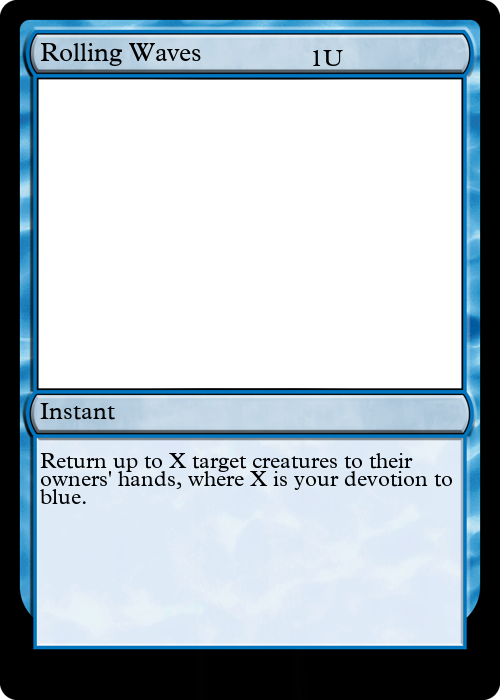 Rolling Waves 1U
Instant
Return up to X target creatures to their
owners' hands, where X is your devotion to
blue.